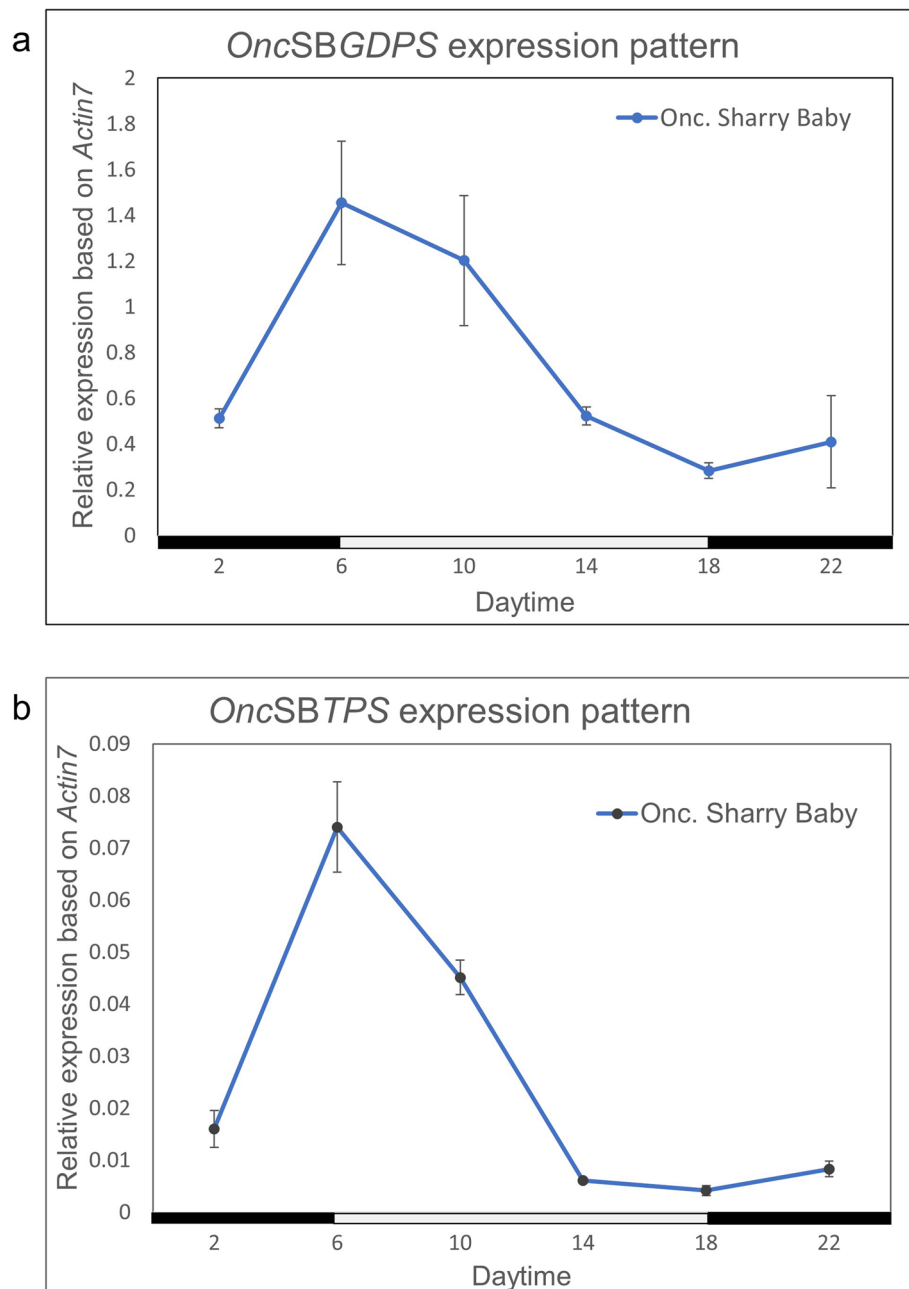 a
OncSBGDPS expression pattern
Onc. Sharry Baby
Relative expression based on Actin7
2
1.8
1.6
1.4
1.2
1
0.8
0.6
0.4
0.2
0
2 6 10 14 18 22
Daytime
b
OncSBTPS expression pattern
Onc. Sharry Baby
Relative expression based on Actin7
0.09
0.08
0.07
0.06
0.05
0.04
0.03
0.02
0.01
0
2 6 10 14 18 22
Daytime